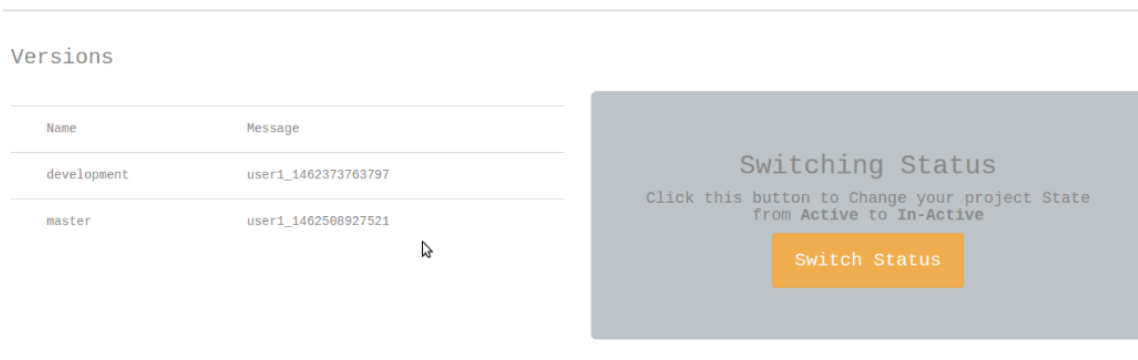 Versions
Name Message
development user1_1462373763797
master user1_1462508927521
Switching Status
Click this button to Change your project State
from Active to In-Active
Switch Status